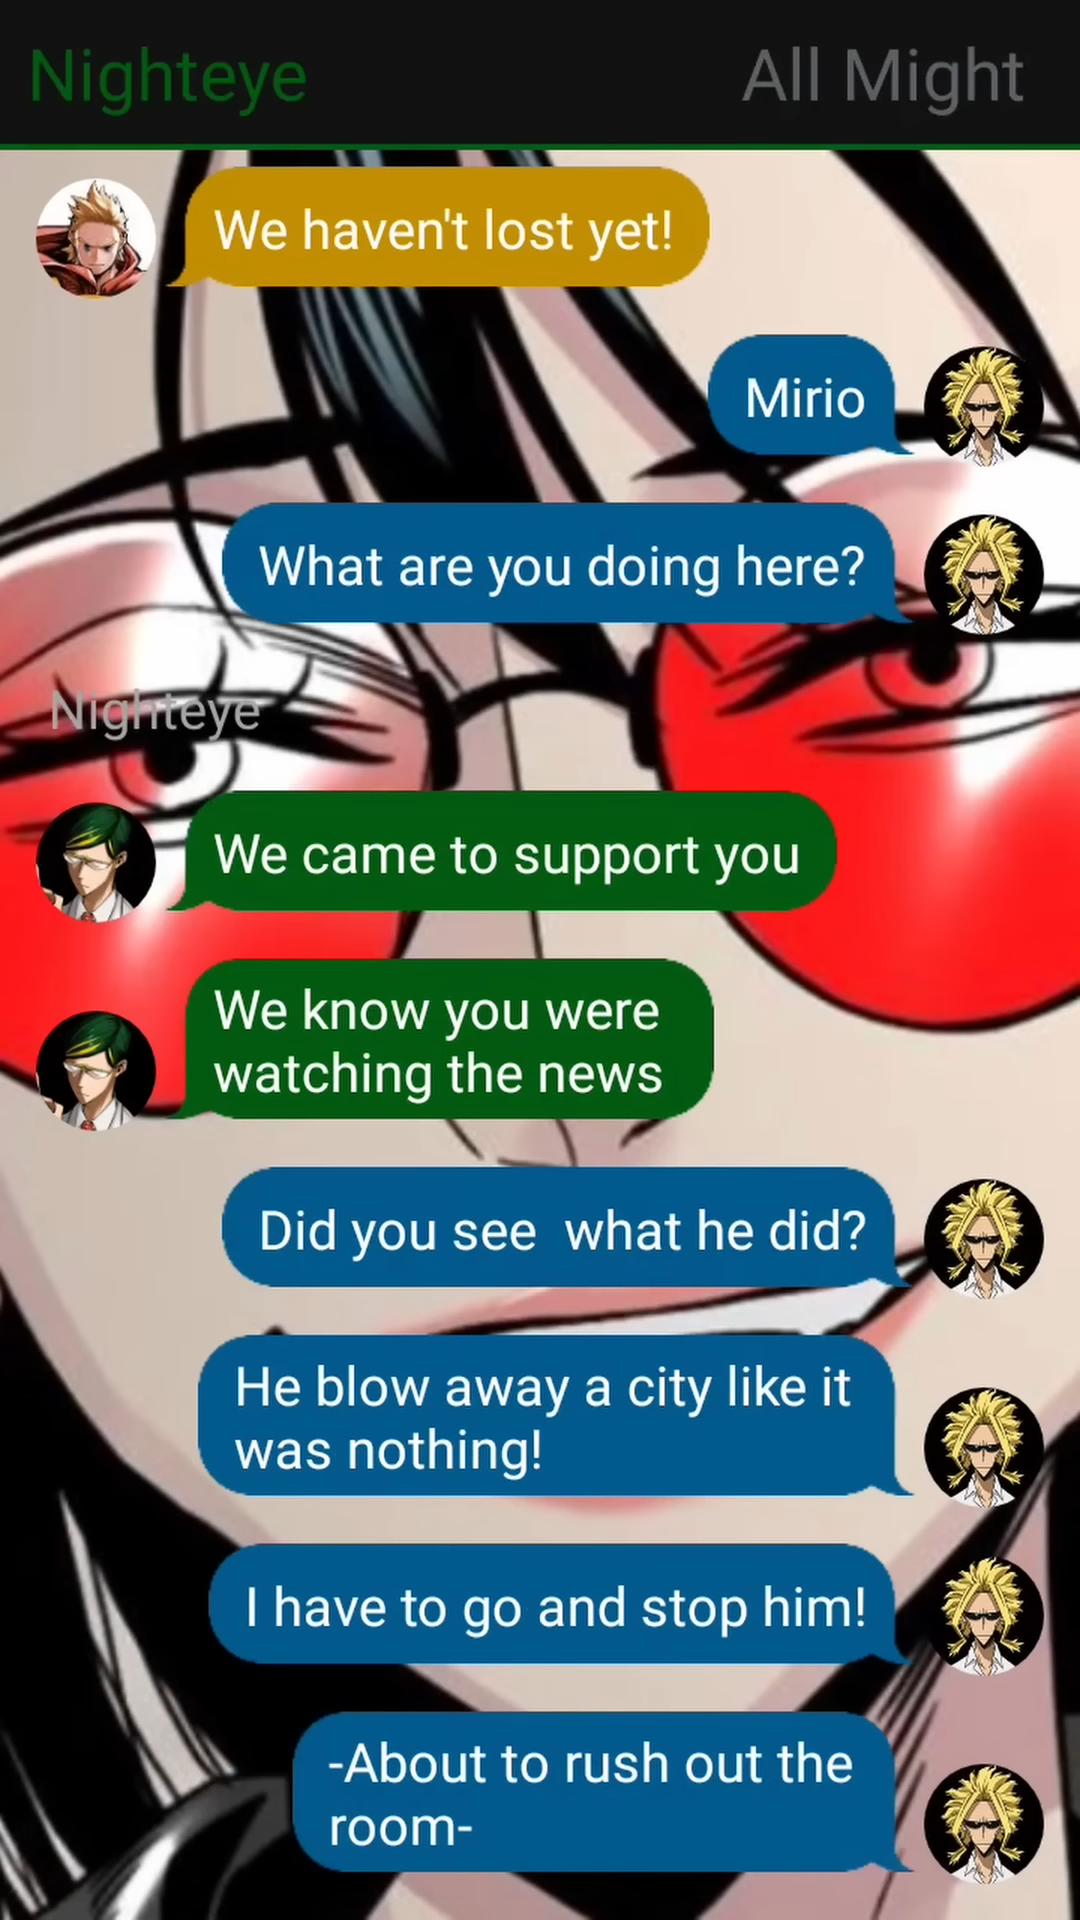 Nighteye All Might
We haven't lost yet!
Mirio
What are you doing here?
Nighteye
We came to support you
We know you were
watching the news
Did you see  what he did?
He blow away a city like it
was nothing!
I have to go and stop him!
-About to rush out the
room-